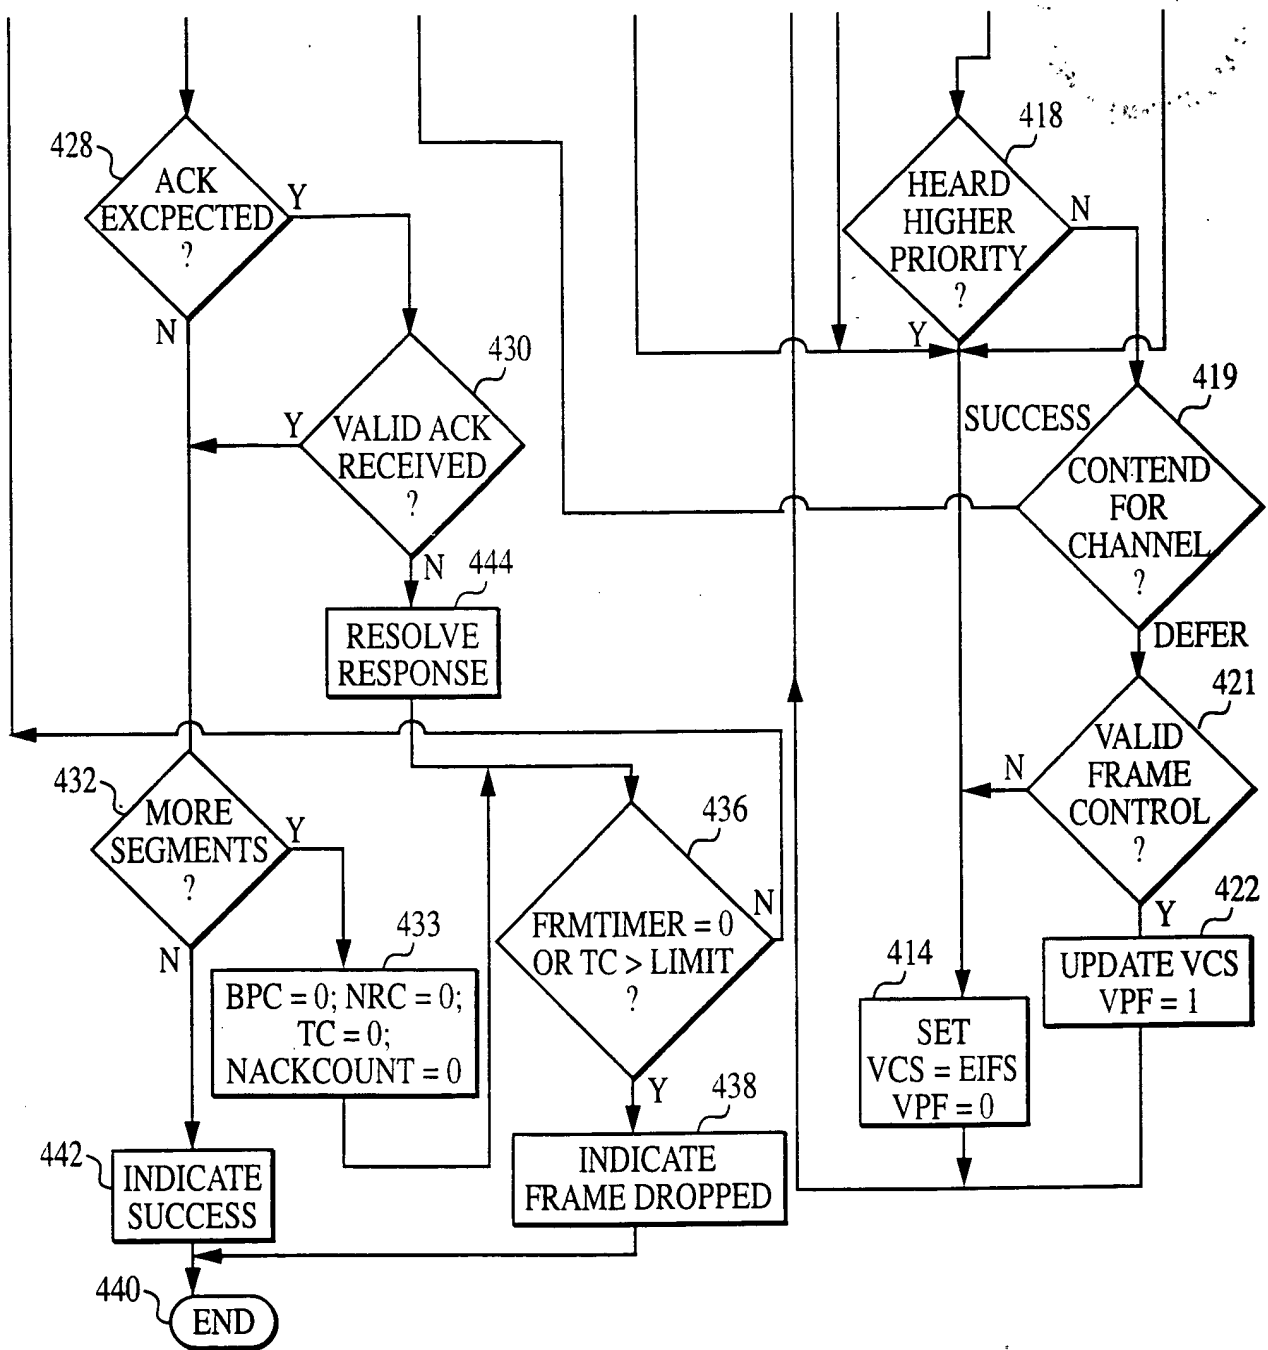 428
ACK
EXCPECTED
?
Y
N
418
HEARD
HIGHER
PRIORITY
?
N
Y
430
VALID ACK
RECEIVED
?
Y
N
419
SUCCESS
CONTEND
FOR
CHANNEL
?
DEFER
444
RESOLVE
RESPONSE
421
VALID
FRAME
CONTROL
?
N
Y
432
MORE
SEGMENTS
?
Y
N
436
FRMTIMER = 0
OR TC > LIMIT
?
N
Y
433
BPC = 0; NRC = 0;
TC = 0;
NACKCOUNT = 0
422
UPDATE VCS
VPF = 1
414
SET
VCS = EIFS
VPF = 0
438
INDICATE
FRAME DROPPED
442
INDICATE
SUCCESS
440
END